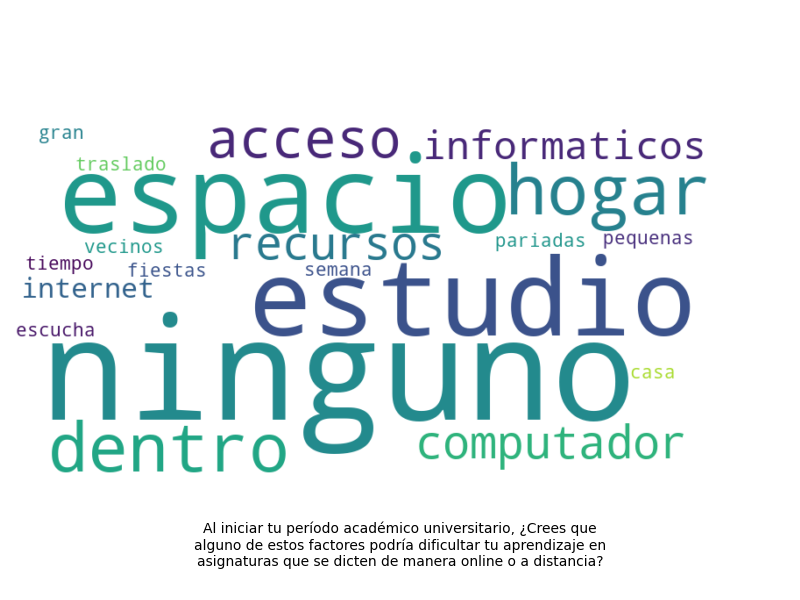 gran
acceso
informaticos
traslado
espacio
hogar
vecinos
recursos
pariadas
pequenas
tiempo
fiestas
semana
internet
estudio
escucha
ninguno
casa
dentro
computador
Al iniciar tu período académico universitario, ¿Crees que
alguno de estos factores podría dificultar tu aprendizaje en
asignaturas que se dicten de manera online o a distancia?